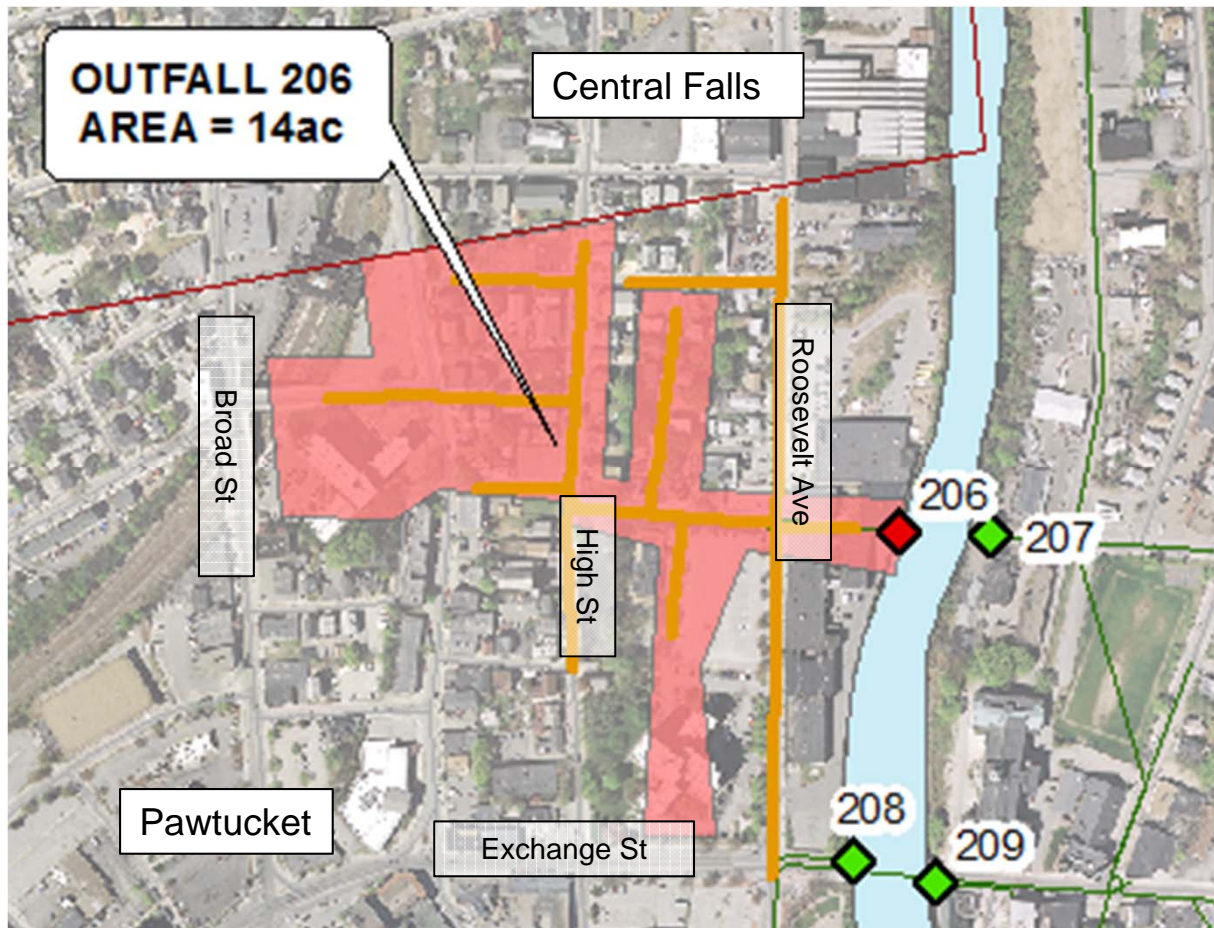 OUTFALL 206
AREA = 14ac
Central Falls
Broad St
Roosevelt Ave
High St
206
207
208
209
Pawtucket
Exchange St